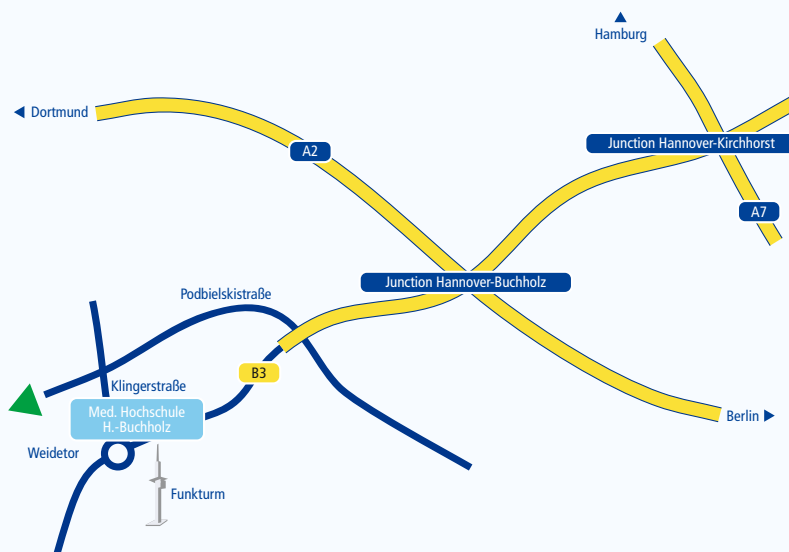 Hamburg
Dortmund
A2
Junction Hannover-Kirchhorst
A7
Junction Hannover-Buchholz
Podbielskistraße
B3
Klingerstraße
Med. Hochschule
H.-Buchholz
Berlin
Weidetor
Funkturm